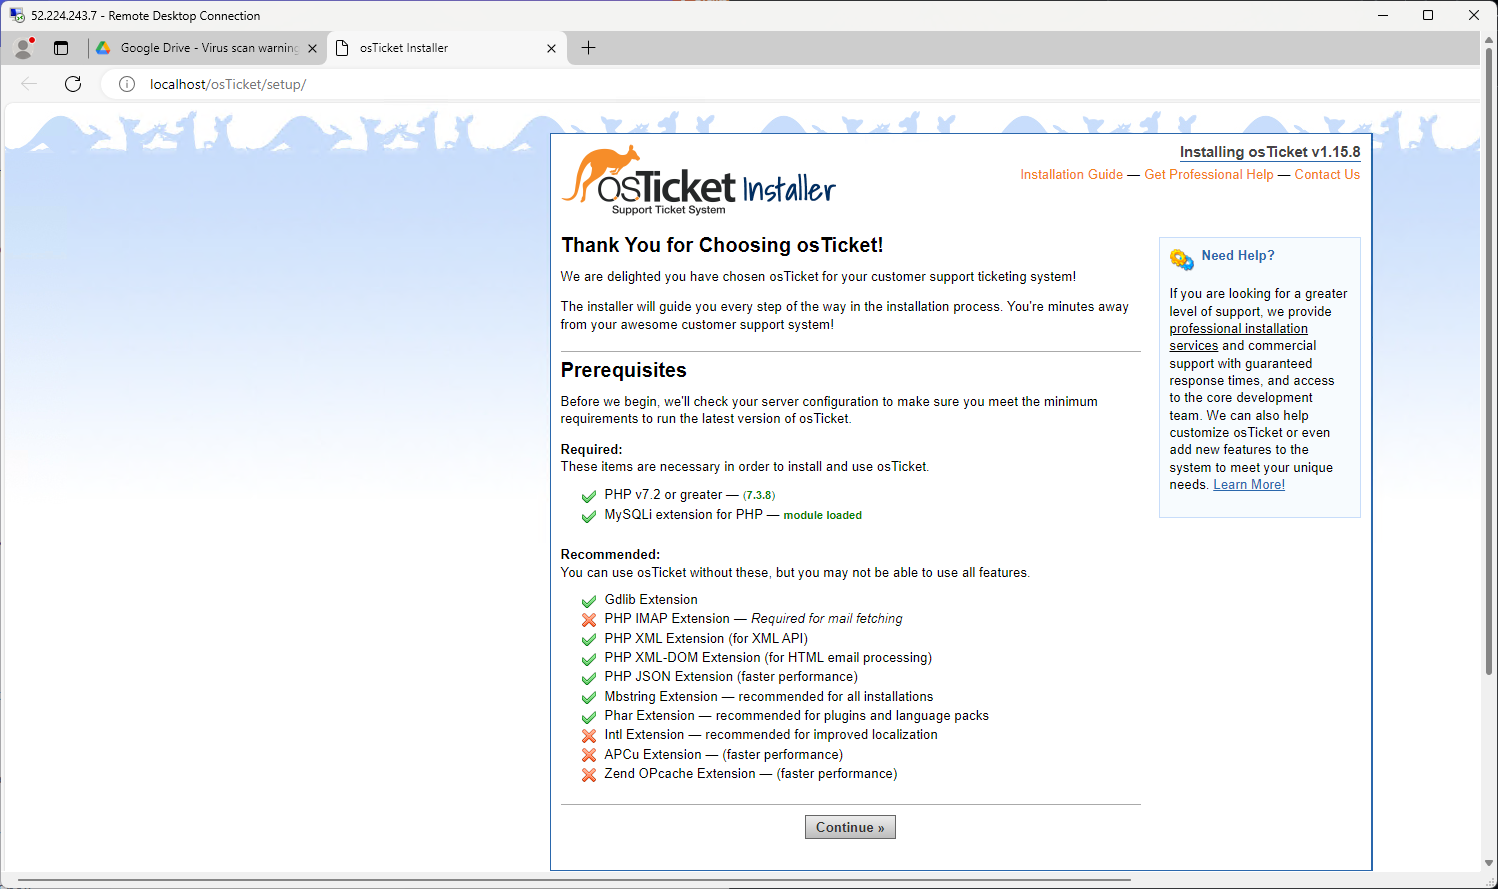 52.224.243.7 - Remote Desktop Connection
Google Drive - Virus scan warning
osTicket Installer
localhost/osTicket/setup/
osTicket Installer
Support Ticket System
Installing osTicket v1.15.8
Installation Guide — Get Professional Help — Contact Us
Thank You for Choosing osTicket!
We are delighted you have chosen osTicket for your customer support ticketing system!
The installer will guide you every step of the way in the installation process. You're minutes away
from your awesome customer support system!
Prerequisites
Before we begin, we'll check your server configuration to make sure you meet the minimum
requirements to run the latest version of osTicket.
Required:
These items are necessary in order to install and use osTicket.
PHP v7.2 or greater — (7.3.8)
MySQLi extension for PHP — module loaded
Recommended:
You can use osTicket without these, but you may not be able to use all features.
Gdlib Extension
PHP IMAP Extension — Required for mail fetching
PHP XML Extension (for XML API)
PHP XML-DOM Extension (for HTML email processing)
PHP JSON Extension (faster performance)
Mbstring Extension — recommended for all installations
Phar Extension — recommended for plugins and language packs
Intl Extension — recommended for improved localization
APCu Extension — (faster performance)
Zend OPcache Extension — (faster performance)
Continue »
Need Help?
If you are looking for a greater
level of support, we provide
professional installation
services and commercial
support with guaranteed
response times, and access
to the core development
team. We can also help
customize osTicket or even
add new features to the
system to meet your unique
needs. Learn More!